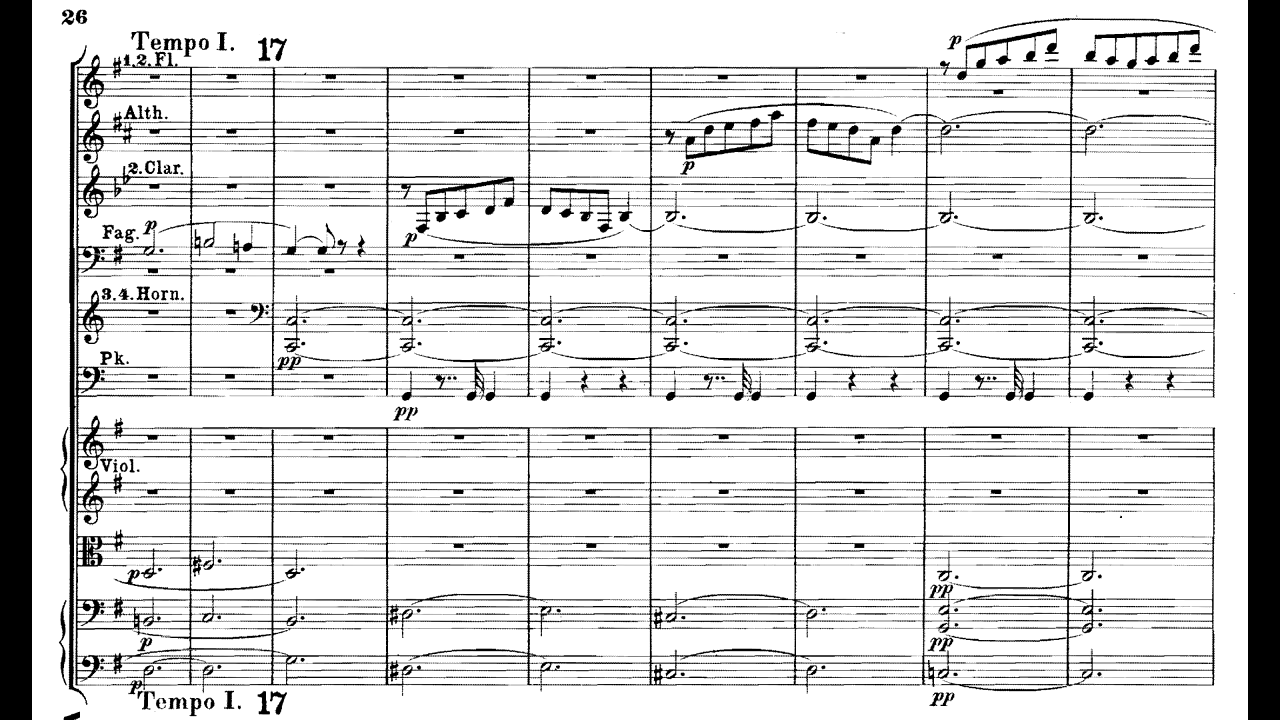 26
Tempo I. 17
1.2. Fl.
p
Alth.
p
2. Clar.
p
p
Fag.
3. 4. Horn.
pp
Pk.
pp
Viol.
p
pp
p
pp
p
pp
Tempo I. 17